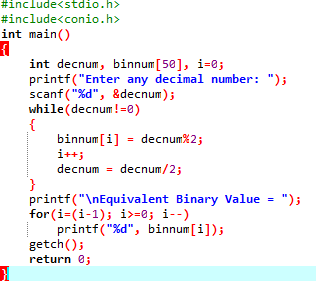 #include<stdio.h>
#include<conio.h>
int main()
{
    int decnum, binnum[50], i=0;
    printf("Enter any decimal number: ");
    scanf("%d", &decnum);
    while(decnum!=0)
    {
        binnum[i] = decnum%2;
        i++;
        decnum = decnum/2;
    }
    printf("\nEquivalent Binary Value = ");
    for(i=(i-1); i>=0; i--)
        printf("%d", binnum[i]);
    getch();
    return 0;
}